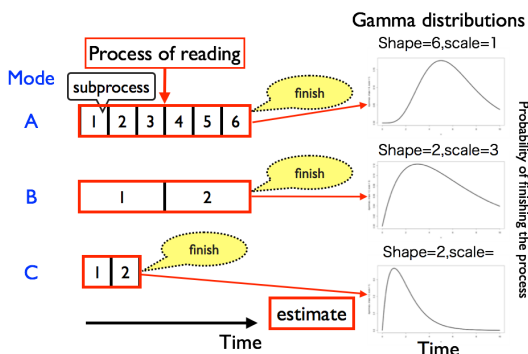 Gamma distributions
Process of reading
Shape=6,scale=1
Mode
subprocess
finish
A
1 2 3 4 5 6
Shape=2,scale=3
finish
B
1 2
Probability of finishing the process
Shape=2,scale=
finish
C
1 2
estimate
Time
Time